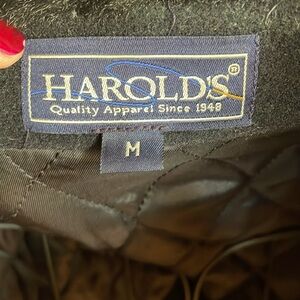 HAROLD'S®
Quality Apparel Since 1948
M